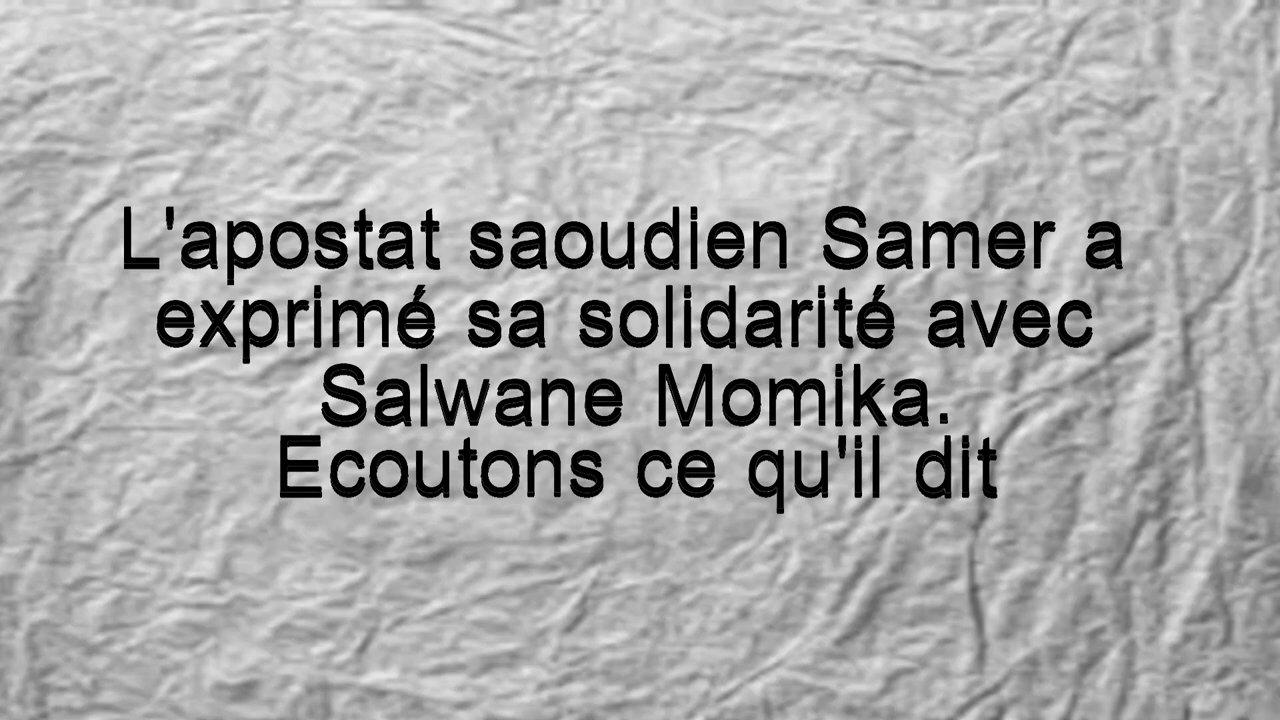 L'apostat saoudien Samer a
exprimé sa solidarité avec
Salwane Momika.
Ecoutons ce qu'il dit